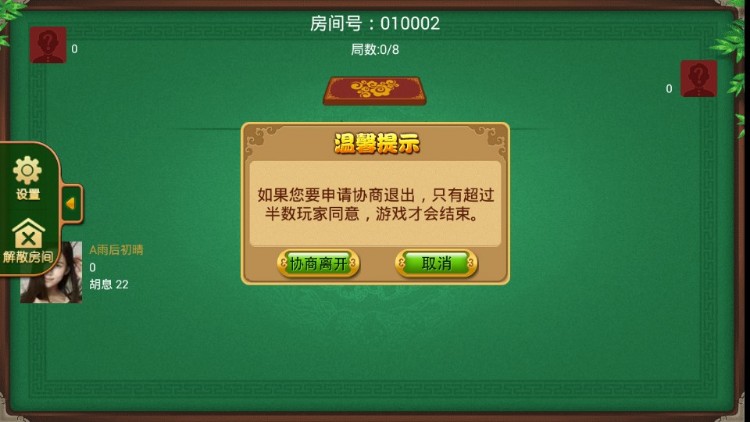 房间号：010002
局数:0/8
0
0
温馨提示
如果您要申请协商退出，只有超过
半数玩家同意，游戏才会结束。
协商离开
取消
设置
解散房间
A雨后初晴
0
胡息 22